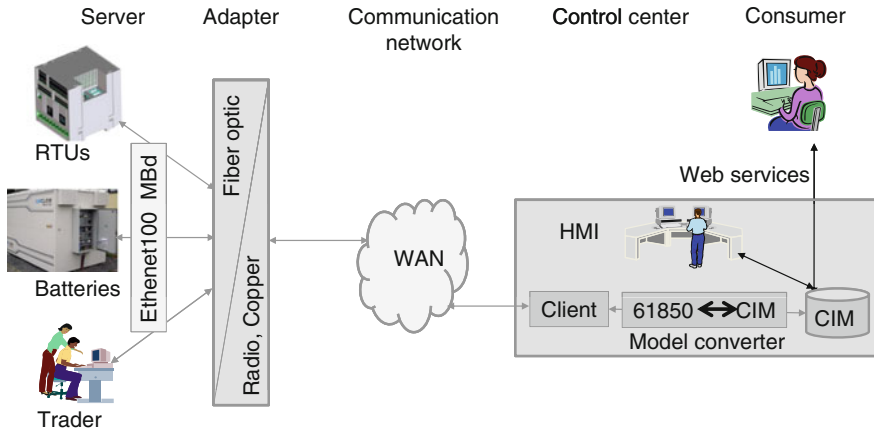 Server
Adapter
Communication
network
Control center
Consumer
RTUs
Batteries
Trader
Ethenet100 MBd
Fiber optic
Radio, Copper
WAN
Web services
HMI
Client
61850
CIM
Model converter
CIM